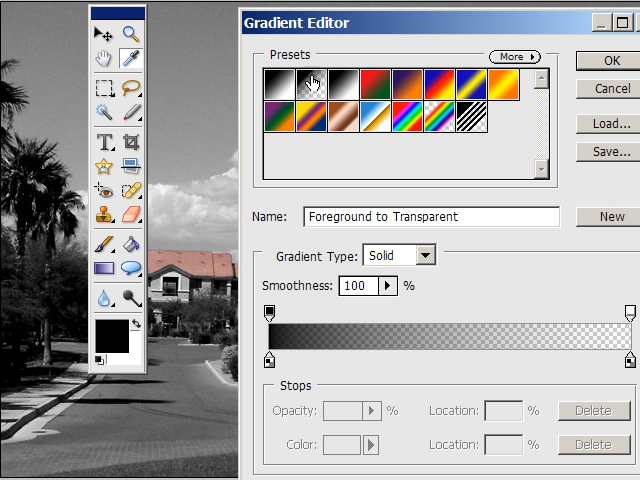 Gradient Editor
Presets
More
OK
Cancel
Load...
Save...
Name: Foreground to Transparent
New
Gradient Type: Solid
Smoothness: 100 %
Stops
Opacity: % Location: % Delete
Color: Location: % Delete
T